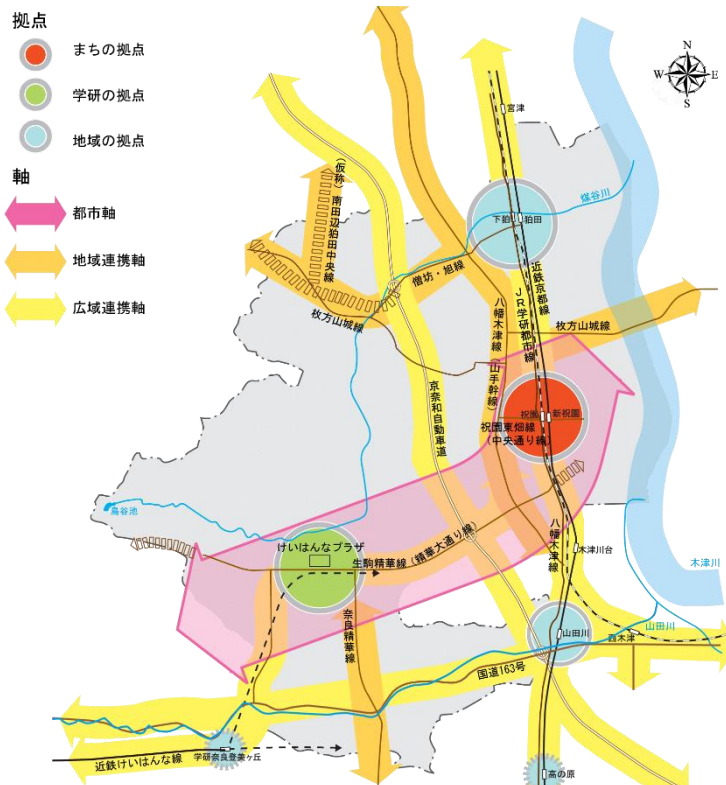 拠点
まちの拠点
学研の拠点
地域の拠点
軸
都市軸
地域連携軸
広域連携軸
N
W
E
S
宮津
(仮称)南田辺狛田中央線
煤谷川
下狛
狛田
僧坊・旭線
近鉄京都線
JR学研都市線
枚方山城線
枚方山城線
八幡木津線
(山手幹線)
京奈和自動車道
祝園
新祝園
祝園東畑線
(中央通り線)
鳥谷池
けいはんなプラザ
生駒精華線
(精華大通り線)
八幡木津線
木津川台
木津川
奈良精華線
山田川
山田川
西木津
国道163号
学研奈良登美ヶ丘
近鉄けいはんな線
高の原